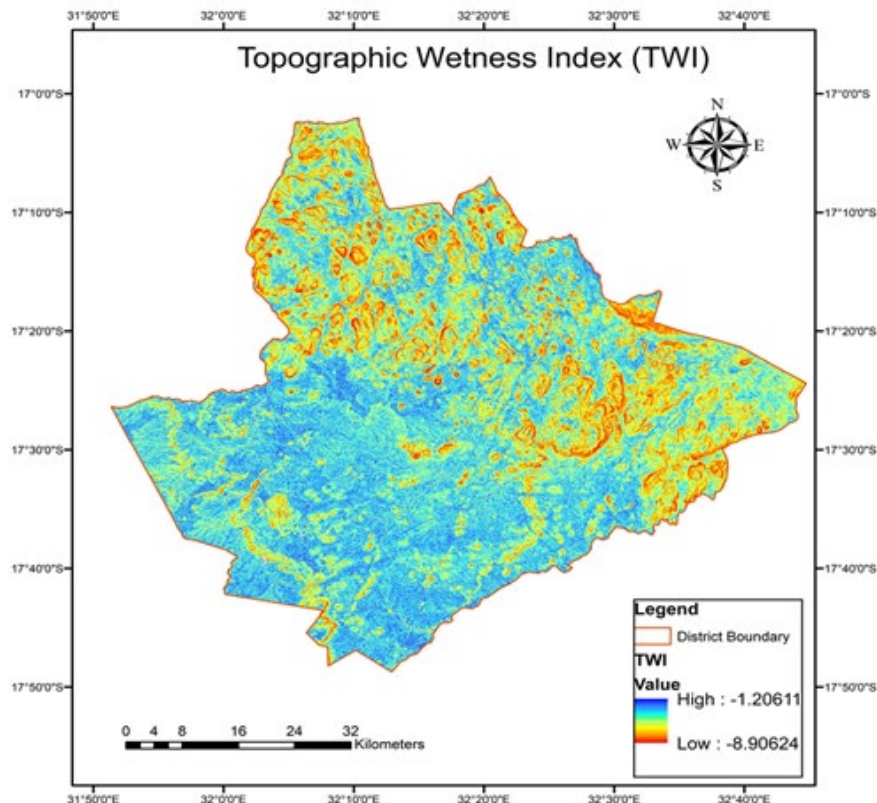 31°50'0"E 32°0'0"E 32°10'0"E 32°20'0"E 32°30'0"E 32°40'0"E
Topographic Wetness Index (TWI)
17°0'0"S 17°0'0"S
N
W E
S
17°10'0"S 17°10'0"S
17°20'0"S 17°20'0"S
17°30'0"S 17°30'0"S
17°40'0"S 17°40'0"S
Legend
District Boundary
TWI
Value
17°50'0"S 17°50'0"S
High : -1.20611
Low : -8.90624
0 4 8 16 24 32
Kilometers
31°50'0"E 32°0'0"E 32°10'0"E 32°20'0"E 32°30'0"E 32°40'0"E